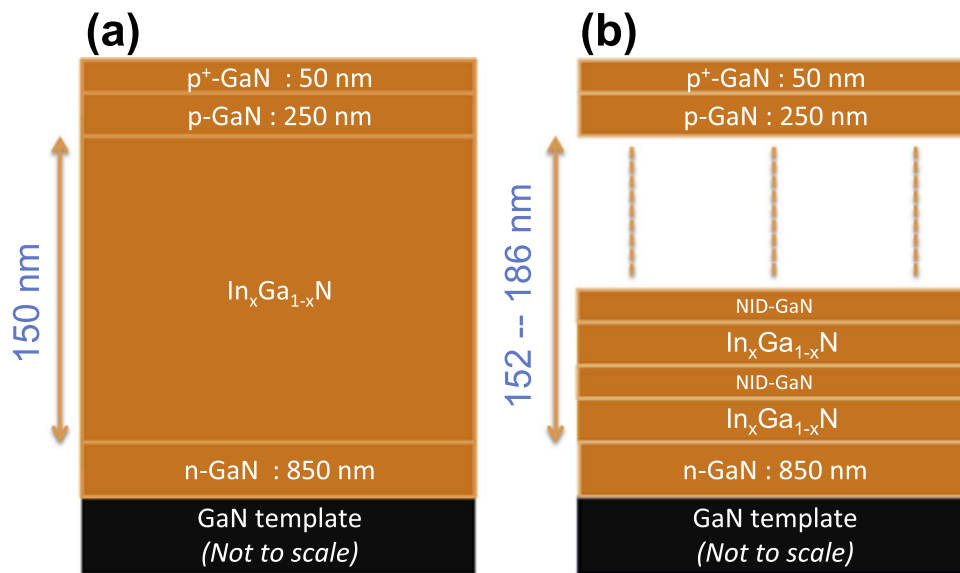 (a)
p⁺-GaN : 50 nm
p-GaN : 250 nm
150 nm
InₓGa₁₋ₓN
n-GaN : 850 nm
GaN template
(Not to scale)
(b)
p⁺-GaN : 50 nm
p-GaN : 250 nm
152 -- 186 nm
NID-GaN
InₓGa₁₋ₓN
NID-GaN
InₓGa₁₋ₓN
n-GaN : 850 nm
GaN template
(Not to scale)